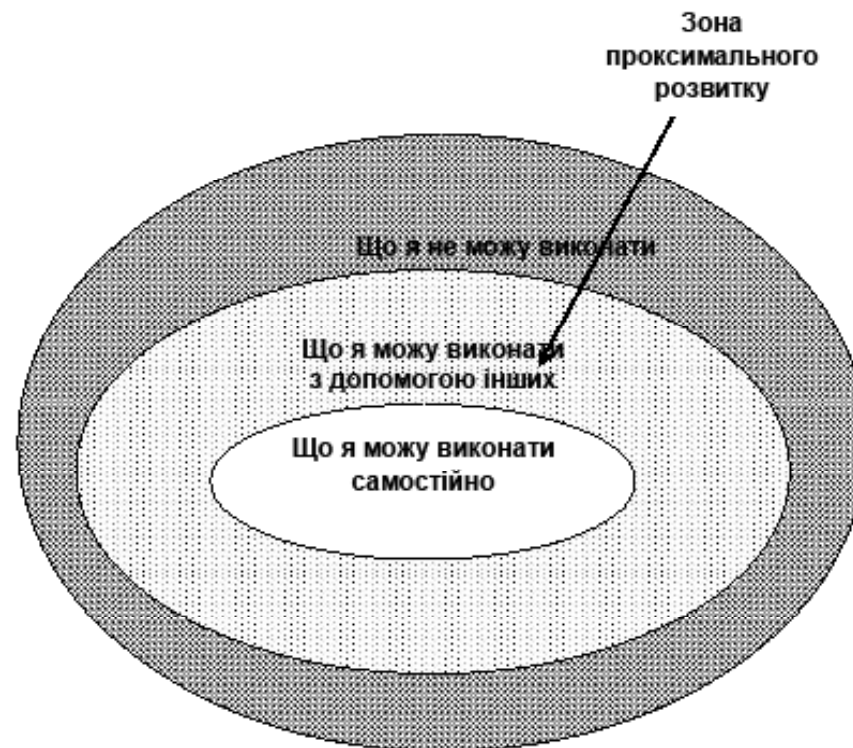 Зона
проксимального
розвитку
Що я не можу виконати
Що я можу виконати
з допомогою інших
Що я можу виконати
самостійно